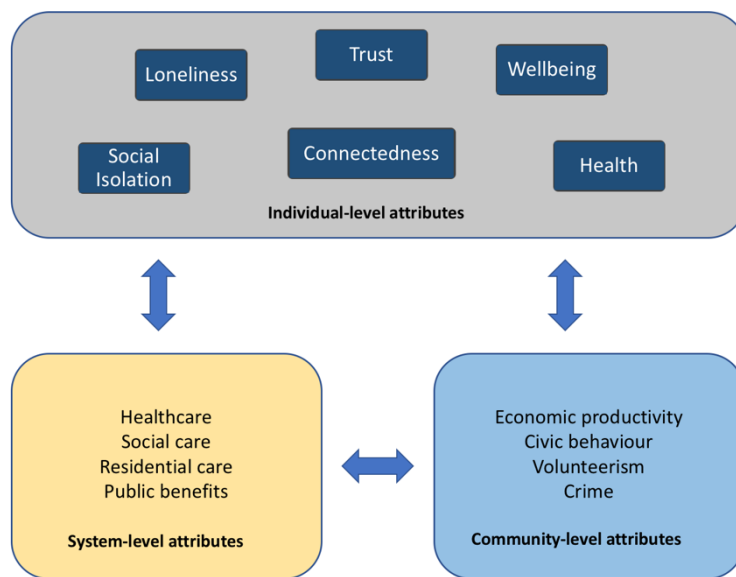 Loneliness
Trust
Wellbeing
Social
Isolation
Connectedness
Health
Individual-level attributes
Healthcare
Social care
Residential care
Public benefits
System-level attributes
Economic productivity
Civic behaviour
Volunteerism
Crime
Community-level attributes